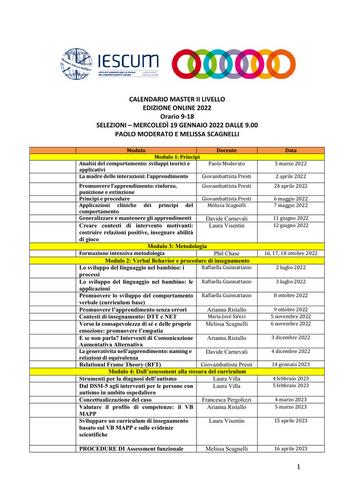 IESCUM
CALENDARIO MASTER II LIVELLO
EDIZIONE ONLINE 2022
Orario 9-18
SELEZIONI – MERCOLEDÌ 19 GENNAIO 2022 DALLE 9.00
PAOLO MODERATO E MELISSA SCAGNELLI
Modulo Docente Data
Modulo 1: Principi
Analisi del comportamento: sviluppi teorici e applicativi Paolo Moderato 5 marzo 2022
La madre delle interazioni: l'apprendimento Giovambattista Presti 2 aprile 2022
Promuovere l'apprendimento: rinforzo, punizione e estinzione Giovambattista Presti 24 aprile 2022
Principi e procedure Giovambattista Presti 6 maggio 2022
Applicazioni cliniche dei principi del comportamento Melissa Scagnelli 7 maggio 2022
Generalizzare e mantenere gli apprendimenti Davide Carnevali 11 giugno 2022
Creare contesti di intervento motivanti: costruire relazioni positive, insegnare abilità di gioco Laura Visentin 12 giugno 2022
Modulo 3: Metodologia
Formazione intensiva metodologia Phil Chase 16, 17, 18 ottobre 2022
Modulo 2: Verbal Behavior e procedure di insegnamento
Lo sviluppo del linguaggio nel bambino: i processi Raffaella Giannattasio 2 luglio 2022
Lo sviluppo del linguaggio nel bambino: le applicazioni Raffaella Giannattasio 3 luglio 2022
Promuovere lo sviluppo del comportamento verbale (curriculum base) Raffaella Giannattasio 8 ottobre 2022
Promuovere l'apprendimento senza errori Arianna Ristallo 9 ottobre 2022
Contesti di insegnamento: DTT e NET Maria José Sireci 5 novembre 2022
Verso la consapevolezza di sé e delle proprie emozioni: promuovere l'empatia Melissa Scagnelli 6 novembre 2022
E se non parla? Interventi di Comunicazione Aumentativa Alternativa Arianna Ristallo 3 dicembre 2022
La generatività nell'apprendimento: naming e relazioni di equivalenza Davide Carnevali 4 dicembre 2022
Relational Frame Theory (RFT) Giovambattista Presti 14 gennaio 2023
Modulo 4: Dall'assessment alla stesura del curriculum
Strumenti per la diagnosi dell'autismo Laura Villa 4 febbraio 2023
Dal DSM-5 agli interventi per le persone con autismo in ambito ospedaliero Laura Villa 5 febbraio 2023
Concettualizzazione del caso Francesca Pergolizzi 4 marzo 2023
Valutare il profilo di competenze: il VB MAPP Arianna Ristallo 5 marzo 2023
Sviluppare un curriculum di insegnamento basato sul VB MAPP e sulle evidenze scientifiche Laura Visentin 15 aprile 2023
PROCEDURE DI Assessment funzionale Melissa Scagnelli 16 aprile 2023
1